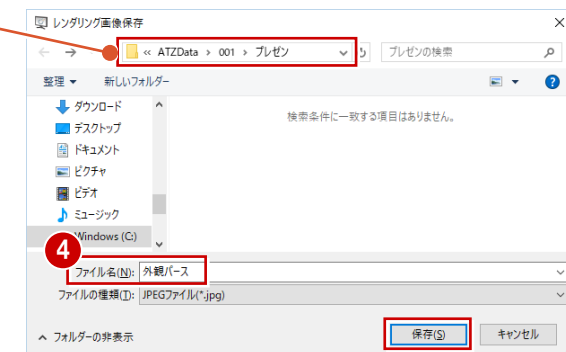 レンダリング画像保存
« ATZData › 001 › プレゼン
プレゼンの検索
整理 新しいフォルダー
ダウンロード
デスクトップ
ドキュメント
ピクチャ
ビデオ
ミュージック
Windows (C:)
検索条件に一致する項目はありません。
4
ファイル名(N): 外観パース
ファイルの種類(T): JPEGファイル(*.jpg)
フォルダーの非表示
保存(S) キャンセル